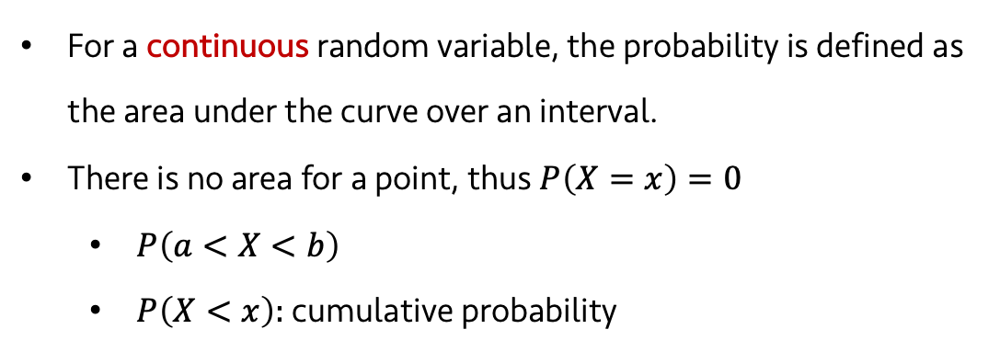 • For a continuous random variable, the probability is defined as
the area under the curve over an interval.
• There is no area for a point, thus P(X = x) = 0
• P(a < X < b)
• P(X < x): cumulative probability